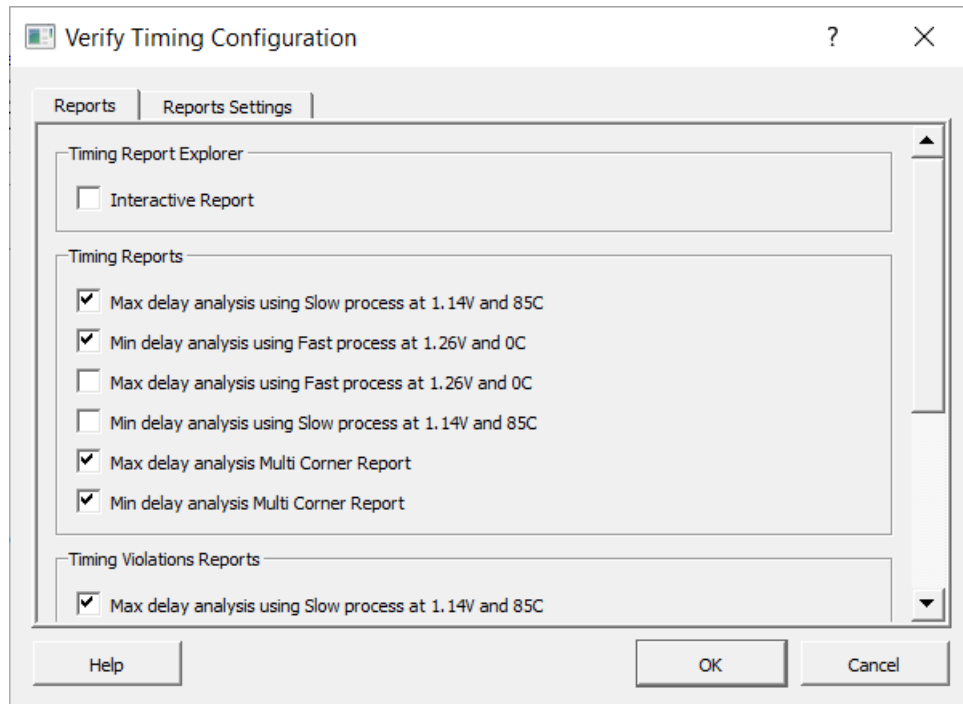 Verify Timing Configuration
?
Reports
Reports Settings
Timing Report Explorer
Interactive Report
Timing Reports
Max delay analysis using Slow process at 1.14V and 85C
Min delay analysis using Fast process at 1.26V and 0C
Max delay analysis using Fast process at 1.26V and 0C
Min delay analysis using Slow process at 1.14V and 85C
Max delay analysis Multi Corner Report
Min delay analysis Multi Corner Report
Timing Violations Reports
Max delay analysis using Slow process at 1.14V and 85C
Help
OK
Cancel